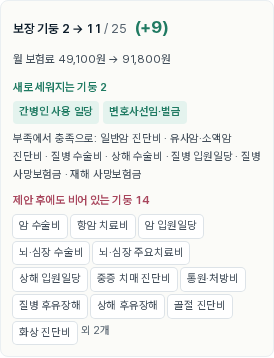 보장 기둥 2 → 11 / 25 (+9)
월 보험료 49,100원 → 91,800원
새로 세워지는 기둥 2
간병인 사용 일당 변호사선임·벌금
부족에서 충족으로: 일반암 진단비 · 유사암·소액암
진단비 · 질병 수술비 · 상해 수술비 · 질병 입원일당 · 질병
사망보험금 · 재해 사망보험금
제안 후에도 비어 있는 기둥 14
암 수술비 항암 치료비 암 입원일당
뇌·심장 수술비 뇌·심장 주요치료비
상해 입원일당 중증 치매 진단비 통원·처방비
질병 후유장해 상해 후유장해 골절 진단비
화상 진단비 외 2개